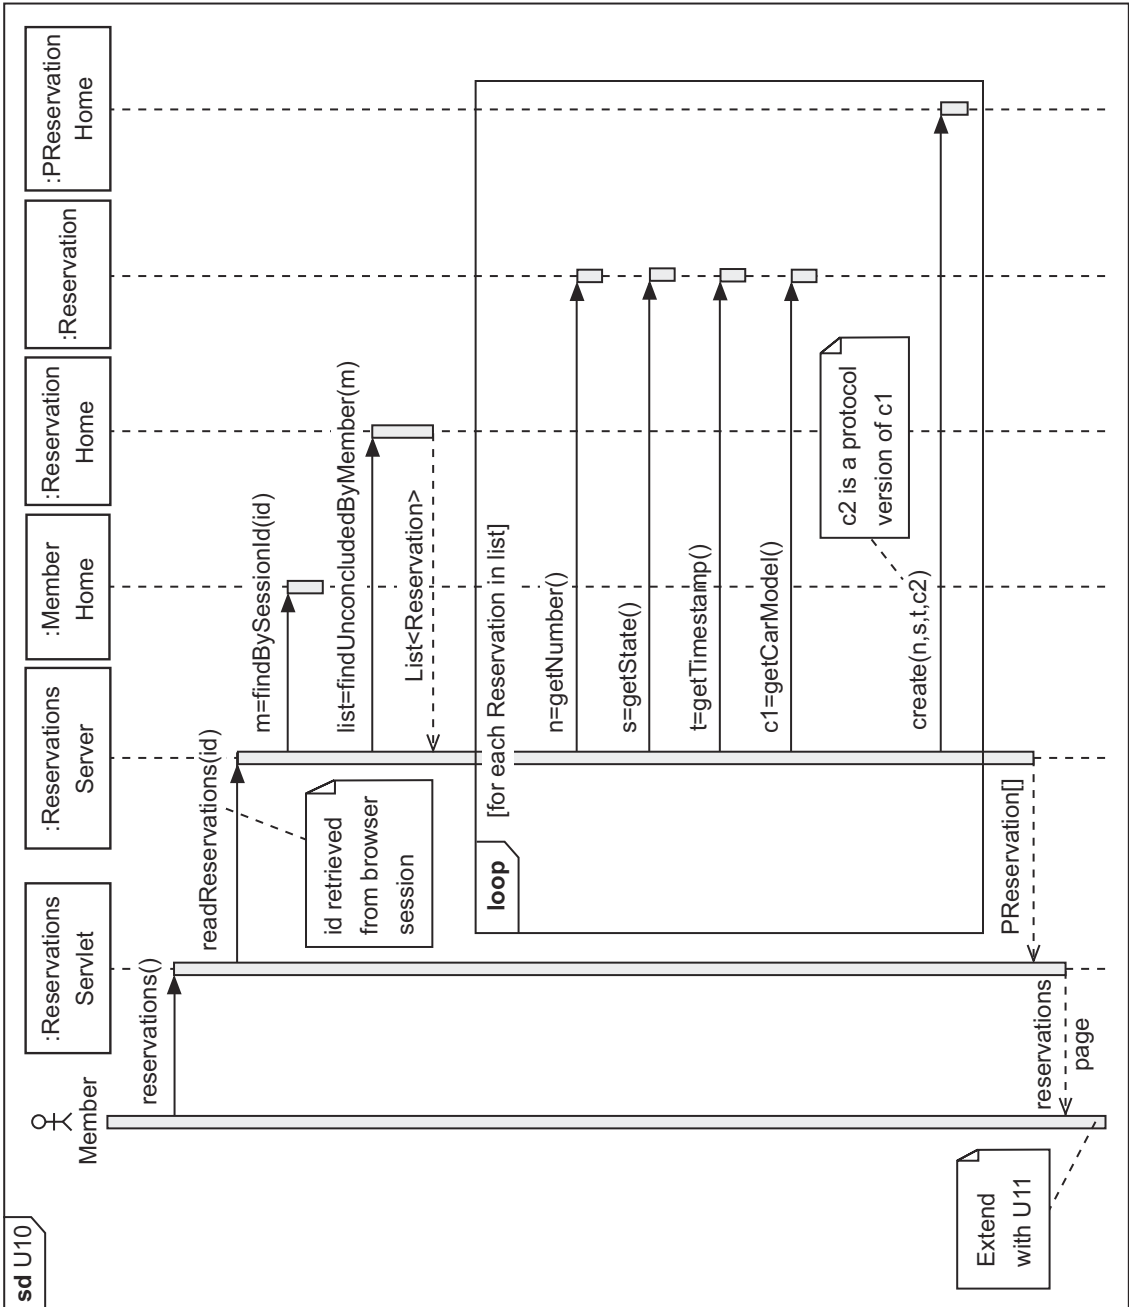 sd U10
Member
:Reservations
Servlet
:Reservations
Server
:Member
Home
:Reservation
Home
:Reservation
:PReservation
Home
reservations()
readReservations(id)
id retrieved
from browser
session
m=findBySessionId(id)
list=findUnconcludedByMember(m)
List<Reservation>
loop
[for each Reservation in list]
n=getNumber()
s=getState()
t=getTimestamp()
c1=getCarModel()
c2 is a protocol
version of c1
create(n,s,t,c2)
PReservation[]
reservations
page
Extend
with U11